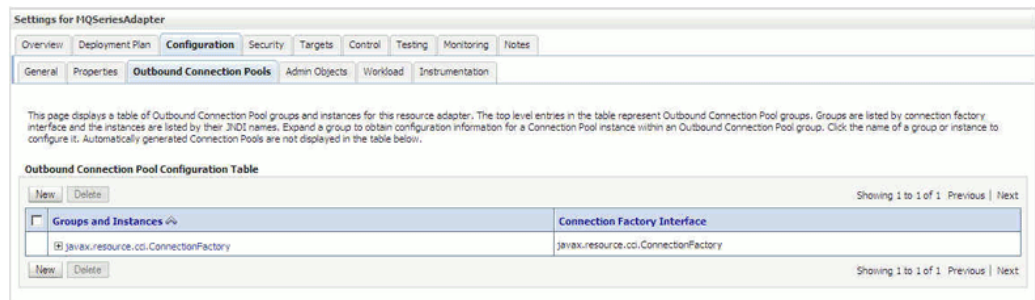 Settings for MQSeriesAdapter
Overview Deployment Plan Configuration Security Targets Control Testing Monitoring Notes
General Properties Outbound Connection Pools Admin Objects Workload Instrumentation
This page displays a table of Outbound Connection Pool groups and instances for this resource adapter. The top level entries in the table represent Outbound Connection Pool groups. Groups are listed by connection factory
interface and the instances are listed by their JNDI names. Expand a group to obtain configuration information for a Connection Pool instance within an Outbound Connection Pool group. Click the name of a group or instance to
configure it. Automatically generated Connection Pools are not displayed in the table below.
Outbound Connection Pool Configuration Table
New Delete Showing 1 to 1 of 1 Previous | Next
Groups and Instances Connection Factory Interface
javax.resource.cci.ConnectionFactory javax.resource.cci.ConnectionFactory
New Delete Showing 1 to 1 of 1 Previous | Next